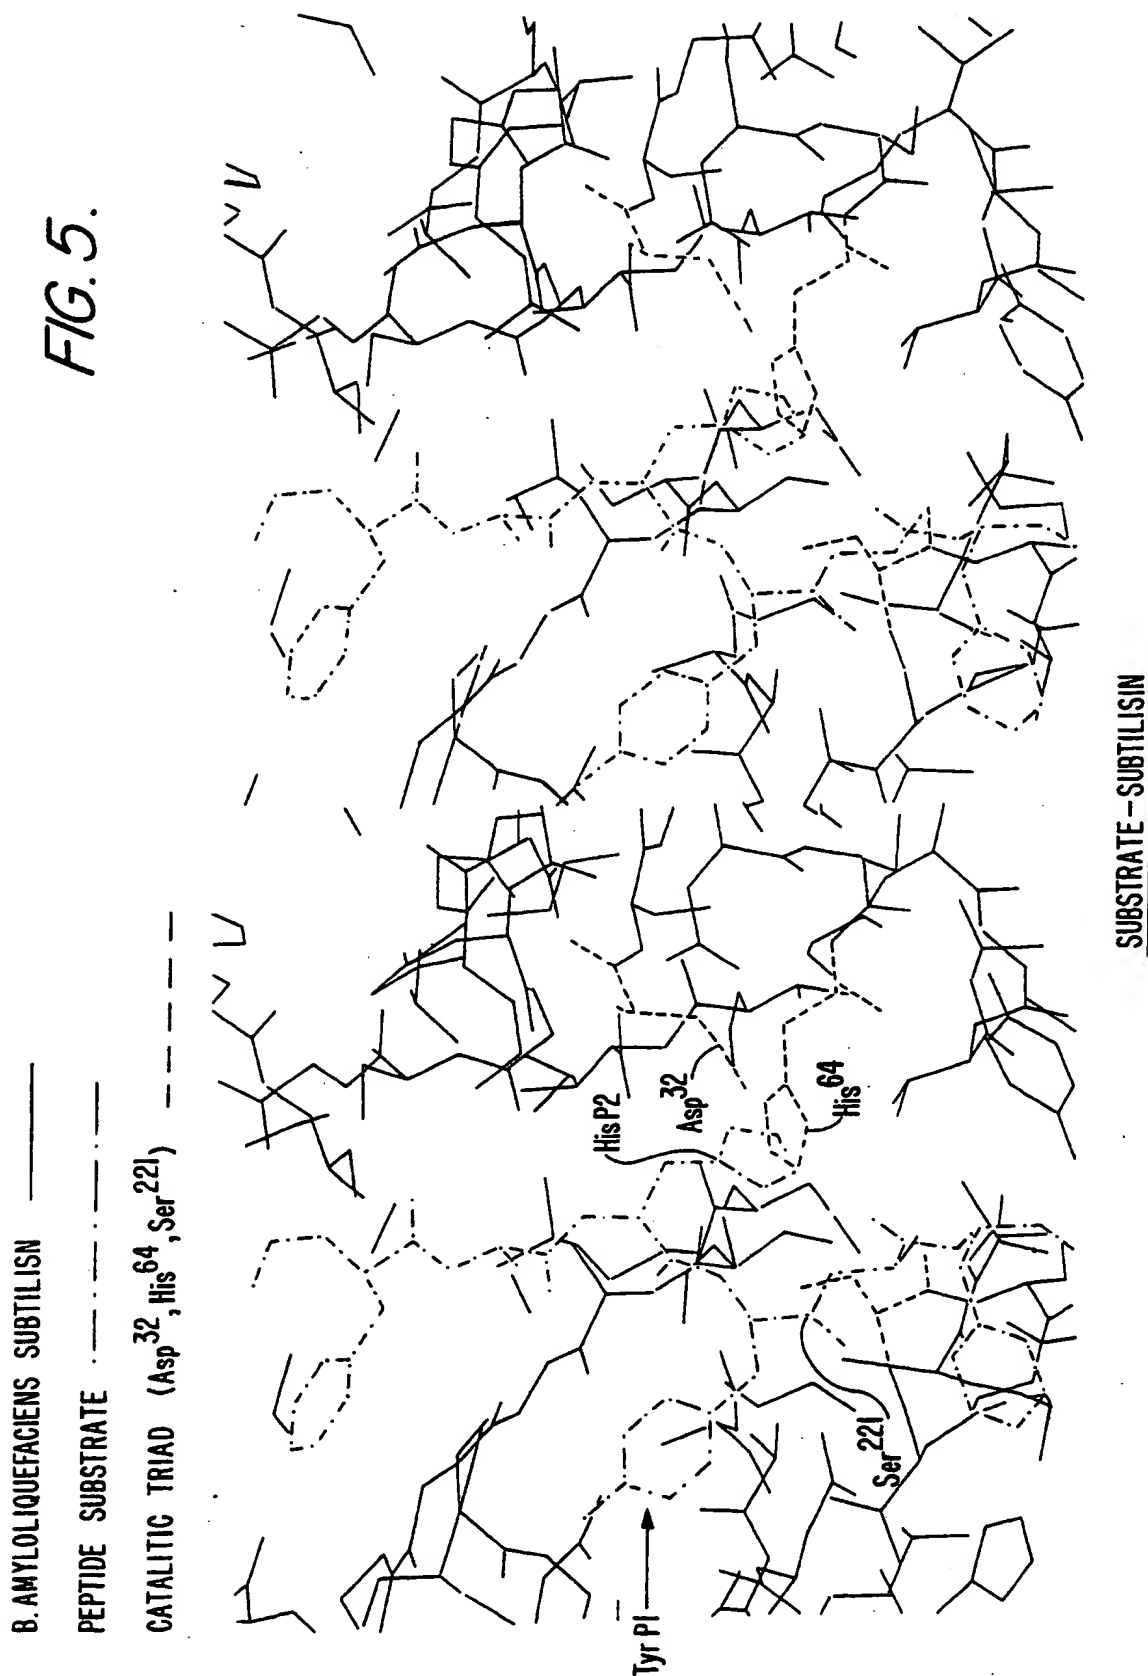 FIG. 5.
B. AMYLOLIQUEFACIENS SUBTILISN
PEPTIDE SUBSTRATE
CATALITIC TRIAD (Asp32, His64, Ser221)
His P2
Asp32
His64
Ser221
Tyr P1
SUBSTRATE – SUBTILISIN